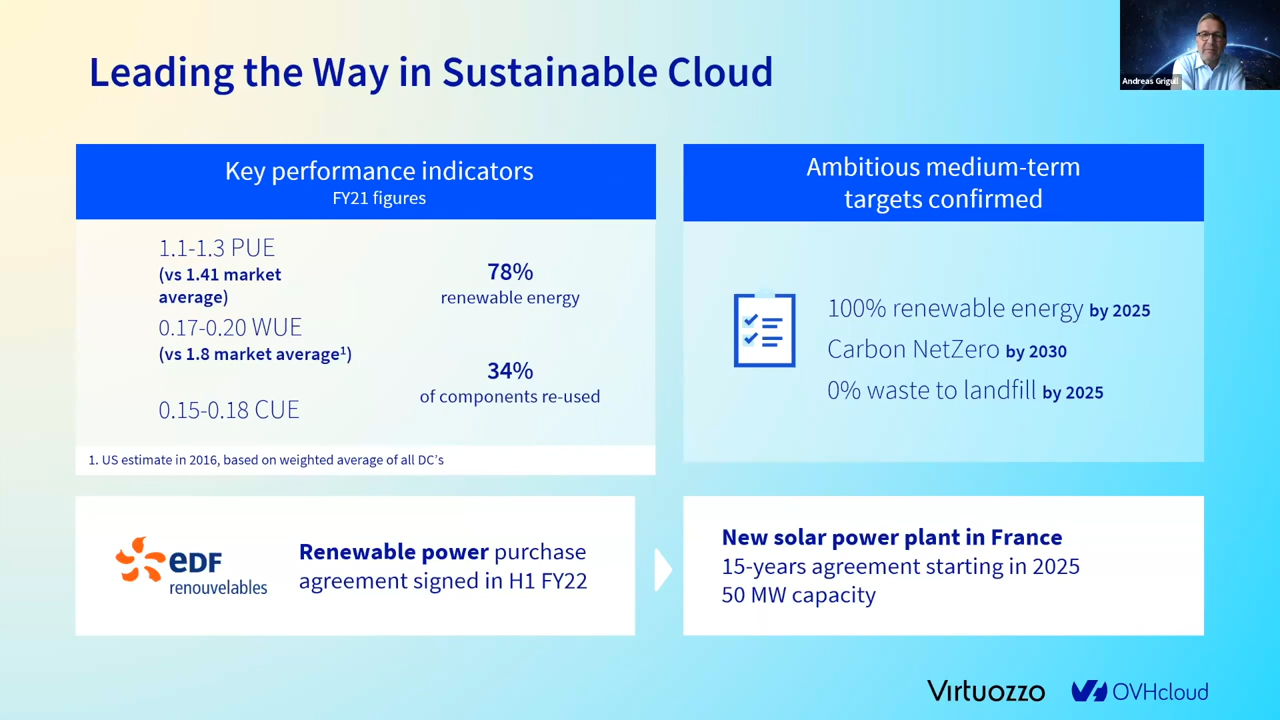 Leading the Way in Sustainable Cloud
Andreas Grigull
Key performance indicators
FY21 figures
1.1-1.3 PUE
(vs 1.41 market
average)
0.17-0.20 WUE
(vs 1.8 market average¹)
0.15-0.18 CUE
78%
renewable energy
34%
of components re-used
1. US estimate in 2016, based on weighted average of all DC's
Ambitious medium-term
targets confirmed
100% renewable energy by 2025
Carbon NetZero by 2030
0% waste to landfill by 2025
eDF
renouvelables
Renewable power purchase
agreement signed in H1 FY22
New solar power plant in France
15-years agreement starting in 2025
50 MW capacity
Virtuozzo
OVHcloud